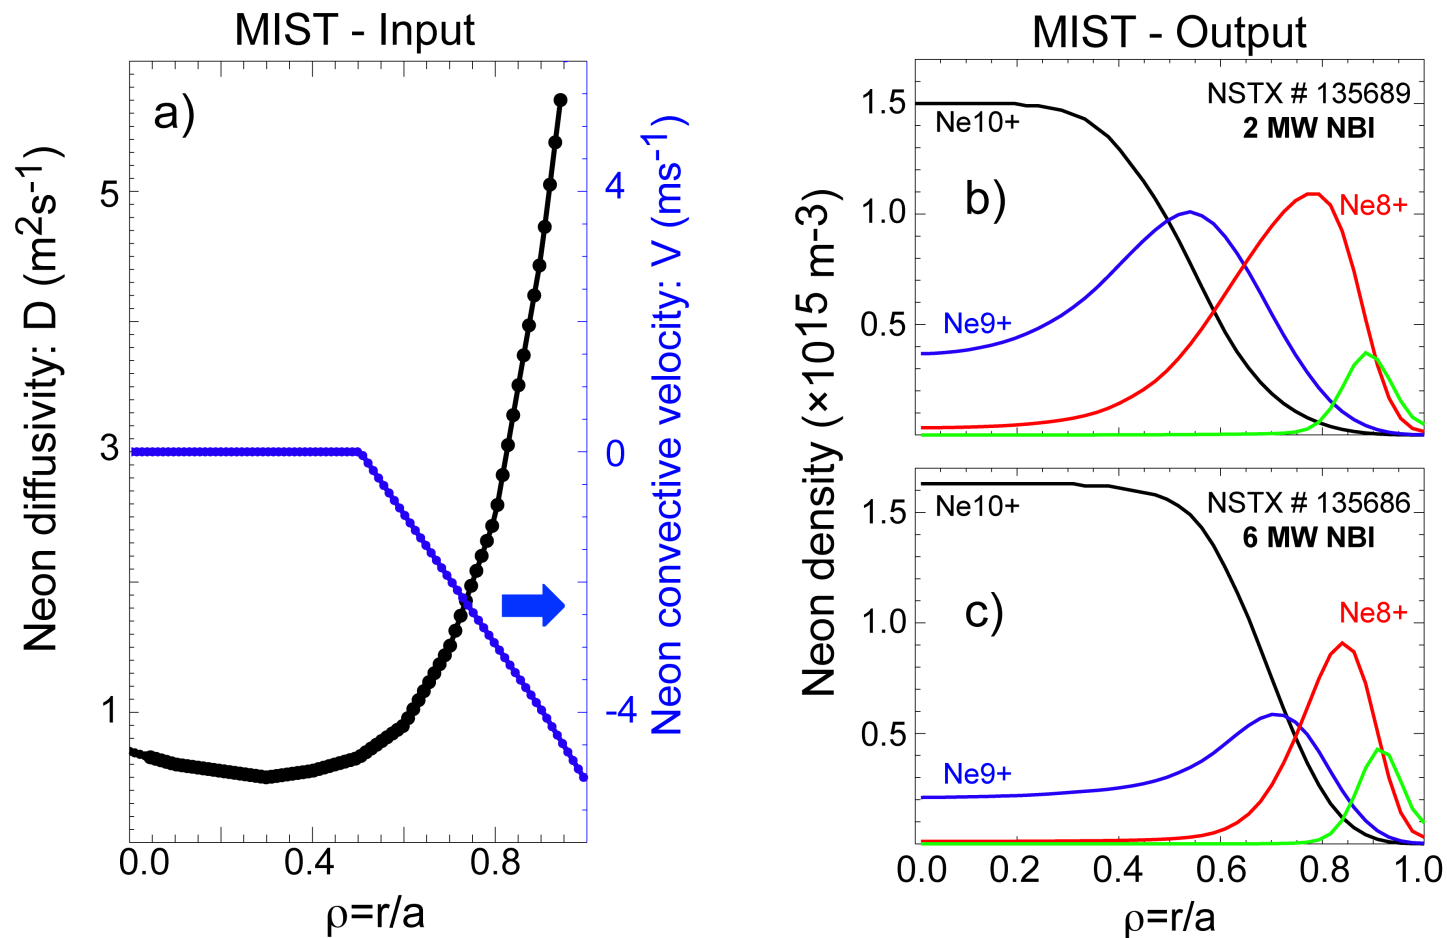 MIST - Input
a)
Neon diffusivity: D (m2s-1)
5
3
1
4
0
-4
Neon convective velocity: V (ms-1)
0.0 0.4 0.8
ρ=r/a
MIST - Output
Neon density (×1015 m-3)
NSTX # 135689
2 MW NBI
b)
Ne10+
Ne9+
Ne8+
1.5
1.0
0.5
NSTX # 135686
6 MW NBI
c)
Ne10+
Ne9+
Ne8+
1.5
1.0
0.5
0.0 0.2 0.4 0.6 0.8 1.0
ρ=r/a